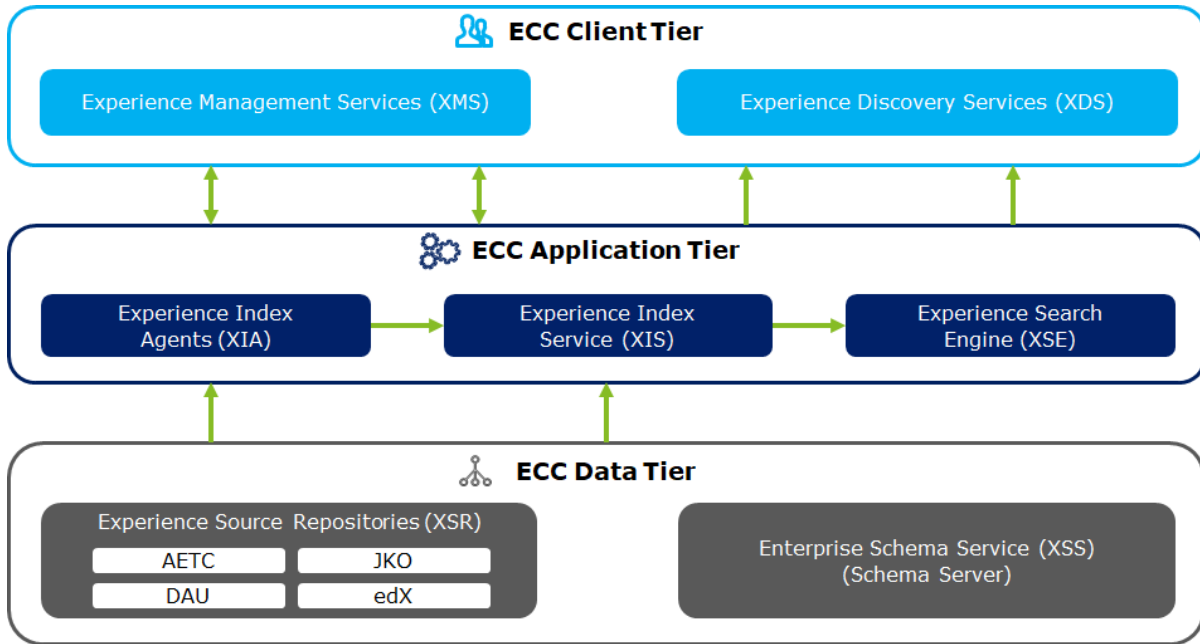 ECC Client Tier
Experience Management Services (XMS)
Experience Discovery Services (XDS)
ECC Application Tier
Experience Index
Agents (XIA)
Experience Index
Service (XIS)
Experience Search
Engine (XSE)
ECC Data Tier
Experience Source Repositories (XSR)
AETC
JKO
DAU
edX
Enterprise Schema Service (XSS)
(Schema Server)